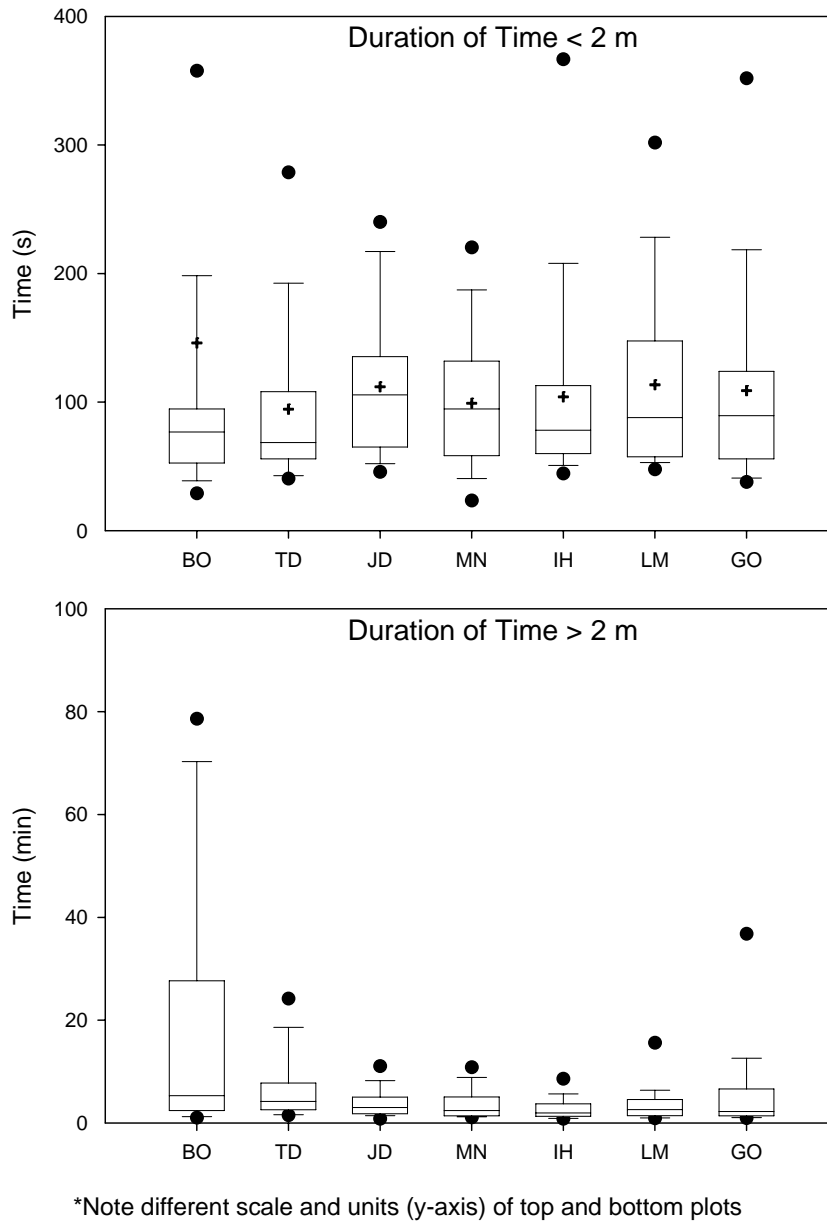 Duration of Time < 2 m
400
300
200
100
0
Time (s)
BO TD JD MN IH LM GO
Duration of Time > 2 m
100
80
60
40
20
0
Time (min)
BO TD JD MN IH LM GO
*Note different scale and units (y-axis) of top and bottom plots